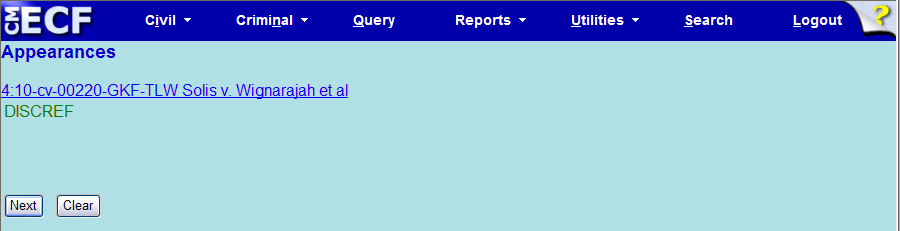 CM ECF Civil Criminal Query Reports Utilities Search Logout ?
Appearances
4:10-cv-00220-GKF-TLW Solis v. Wignarajah et al
DISCREF
Next Clear